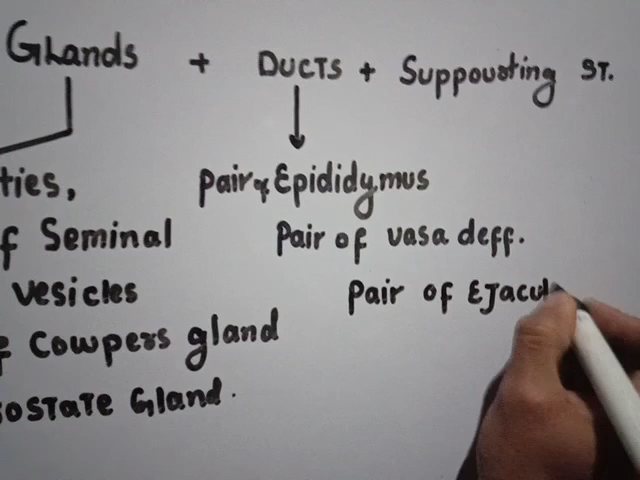 Glands + Ducts + Suppousting ST.
ties, pair of Epididymus
f Seminal Pair of vasa deff.
vesicles Pair of Ejacul
f Cowpers gland
ostate Gland.